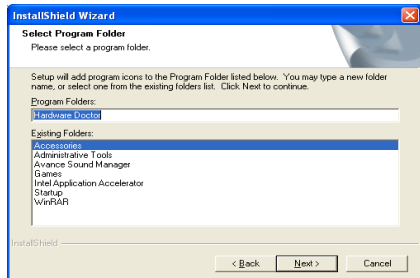 InstallShield Wizard
Select Program Folder
Please select a program folder.
Setup will add program icons to the Program Folder listed below. You may type a new folder
name, or select one from the existing folders list. Click Next to continue.
Program Folders:
Hardware Doctor
Existing Folders:
Accessories
Administrative Tools
Avance Sound Manager
Games
Intel Application Accelerator
Startup
WinRAR
InstallShield
< Back Next > Cancel